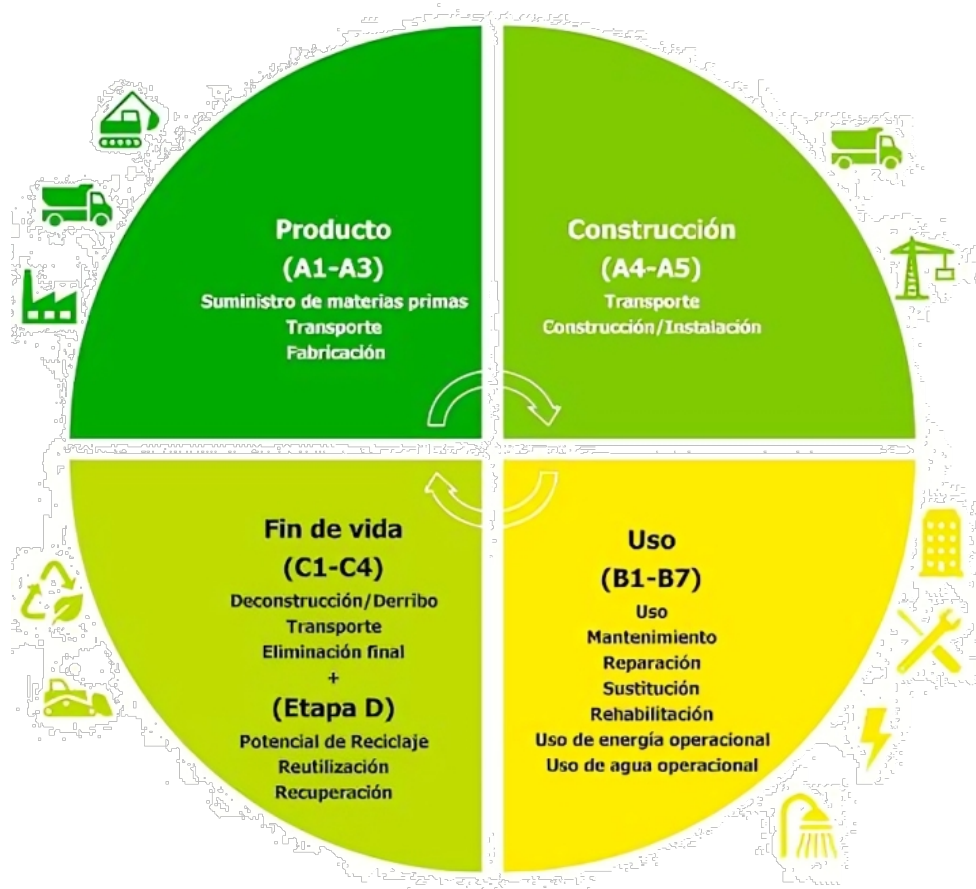 Producto
(A1-A3)
Suministro de materias primas
Transporte
Fabricación
Construcción
(A4-A5)
Transporte
Construcción/Instalación
Fin de vida
(C1-C4)
Deconstrucción/Derribo
Transporte
Eliminación final
+
(Etapa D)
Potencial de Reciclaje
Reutilización
Recuperación
Uso
(B1-B7)
Uso
Mantenimiento
Reparación
Sustitución
Rehabilitación
Uso de energía operacional
Uso de agua operacional